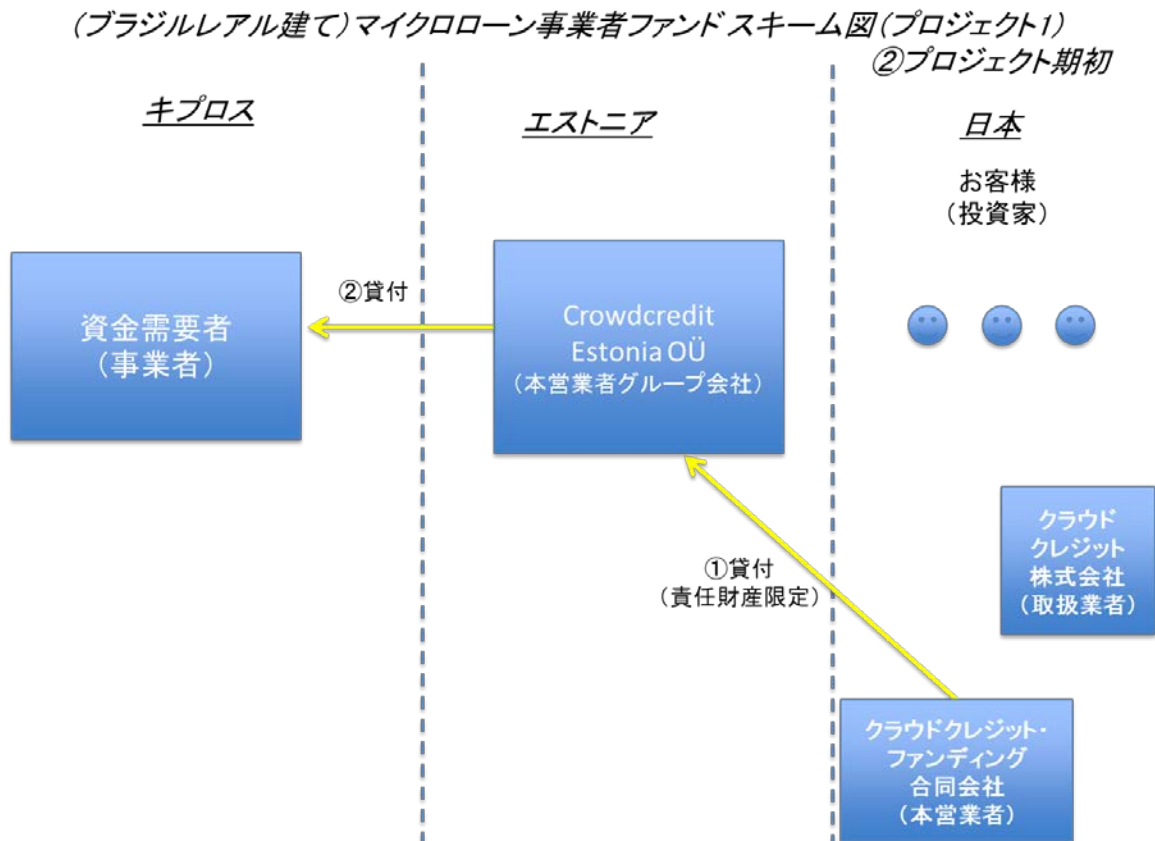 (ブラジルレアル建て)マイクロローン事業者ファンド スキーム図(プロジェクト1)
②プロジェクト期初
キプロス
エストニア
日本
お客様
(投資家)
資金需要者
(事業者)
②貸付
Crowdcredit
Estonia OÜ
(本営業者グループ会社)
①貸付
(責任財産限定)
クラウド
クレジット
株式会社
(取扱業者)
クラウドクレジット・
ファンディング
合同会社
(本営業者)